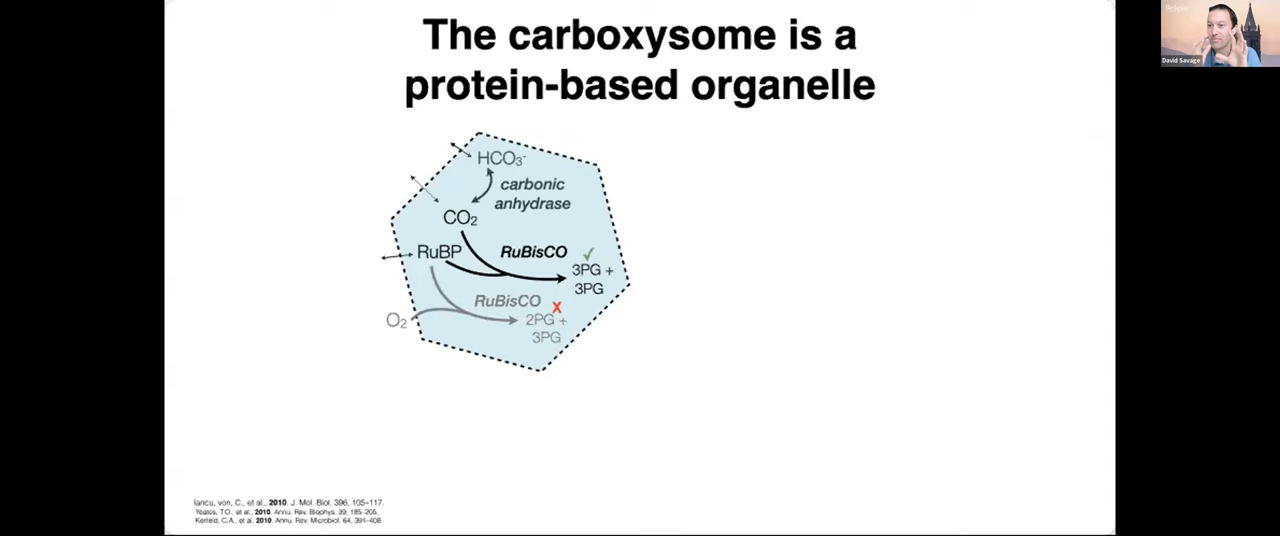 The carboxysome is a
protein-based organelle
HCO₃⁻
carbonic
anhydrase
CO₂
RuBP
RuBisCO
✓
3PG +
3PG
RuBisCO
X
O₂
2PG +
3PG
Iancu, von, C., et al., 2010. J. Mol. Biol. 396, 105–117.
Yeates, T.O., et al., 2010. Annu. Rev. Biophys. 39, 185–205.
Kerfeld, C.A., et al, 2010. Annu. Rev. Microbiol. 64, 391–408.
David Savage